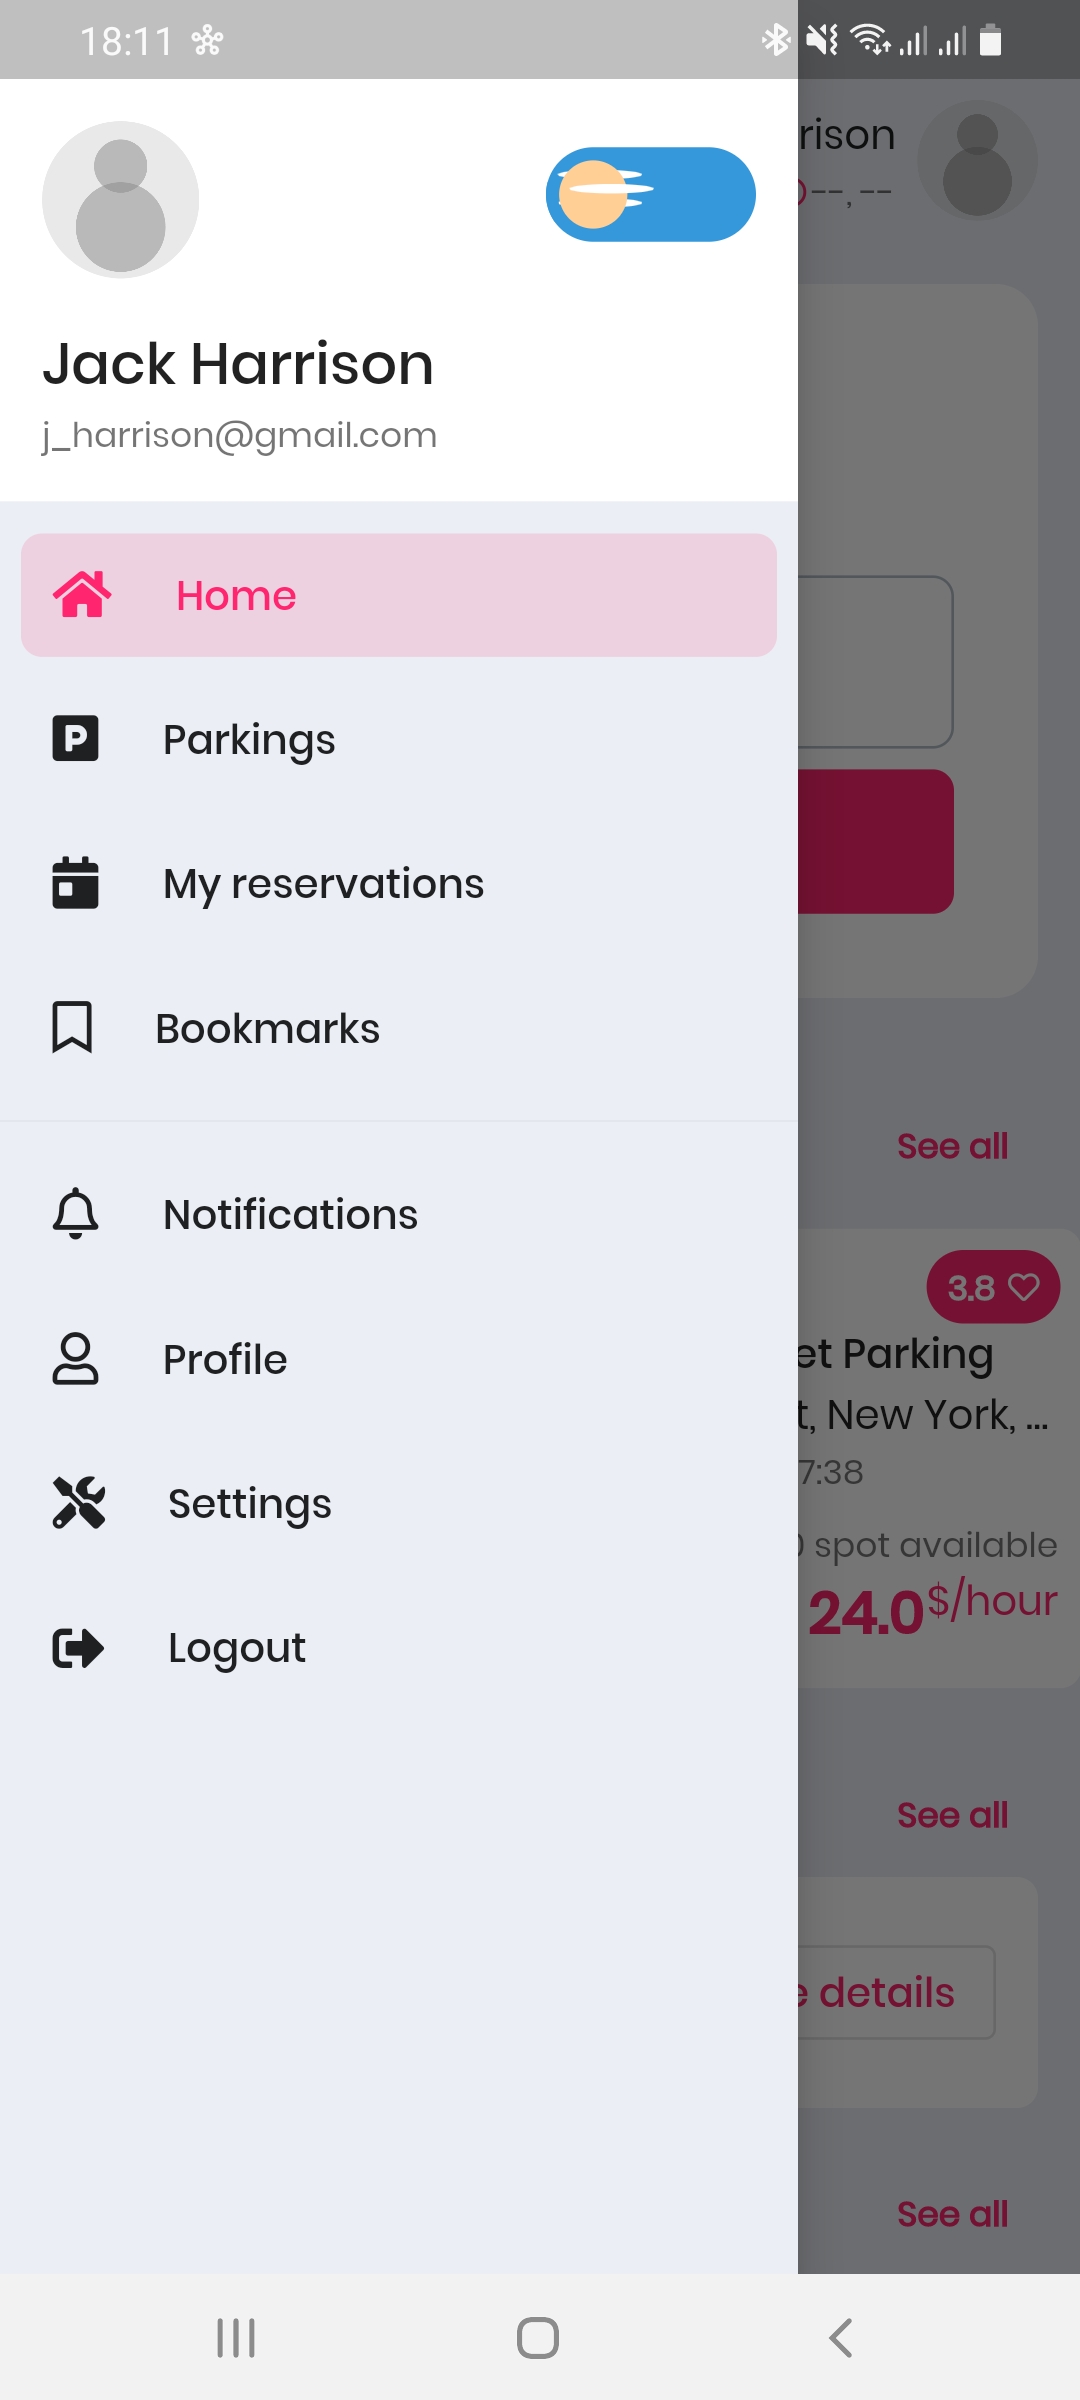 18:11
rison
--, --
Jack Harrison
j_harrison@gmail.com
Home
P Parkings
My reservations
Bookmarks
See all
Notifications
3.8
et Parking
Profile
t, New York, ...
7:38
Settings
spot available
24.0$/hour
Logout
See all
e details
See all